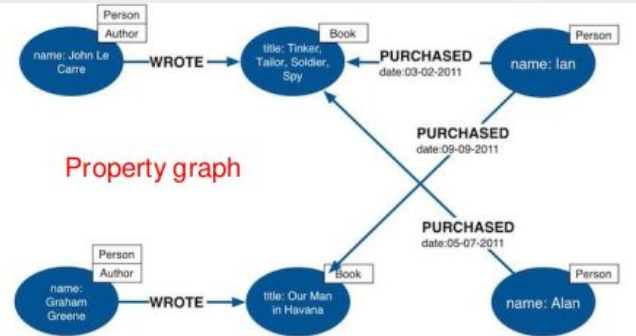 Person
Author
name: John Le
Carre
WROTE
Book
title: Tinker,
Tailor, Soldier,
Spy
PURCHASED
date:03-02-2011
Person
name: Ian
PURCHASED
date:09-09-2011
Property graph
PURCHASED
date:05-07-2011
Person
Author
name:
Graham
Greene
WROTE
Book
title: Our Man
in Havana
Person
name: Alan